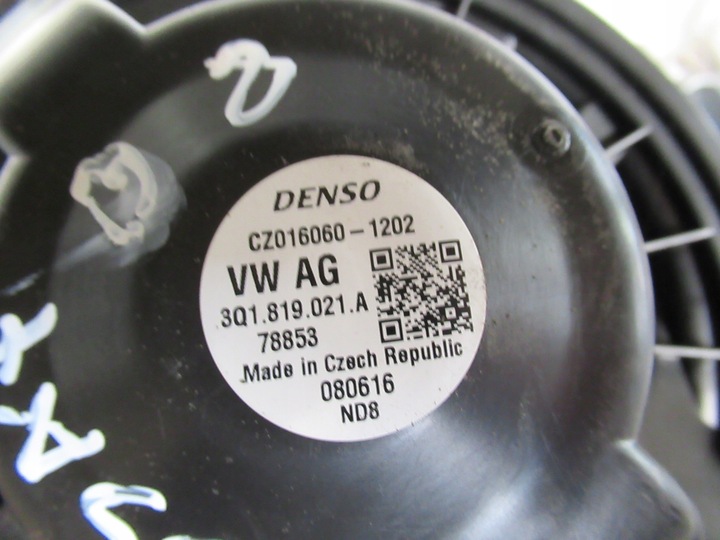 DENSO
CZ016060-1202
VW AG
3Q1.819.021.A
78853
Made in Czech Republic
080616
ND8